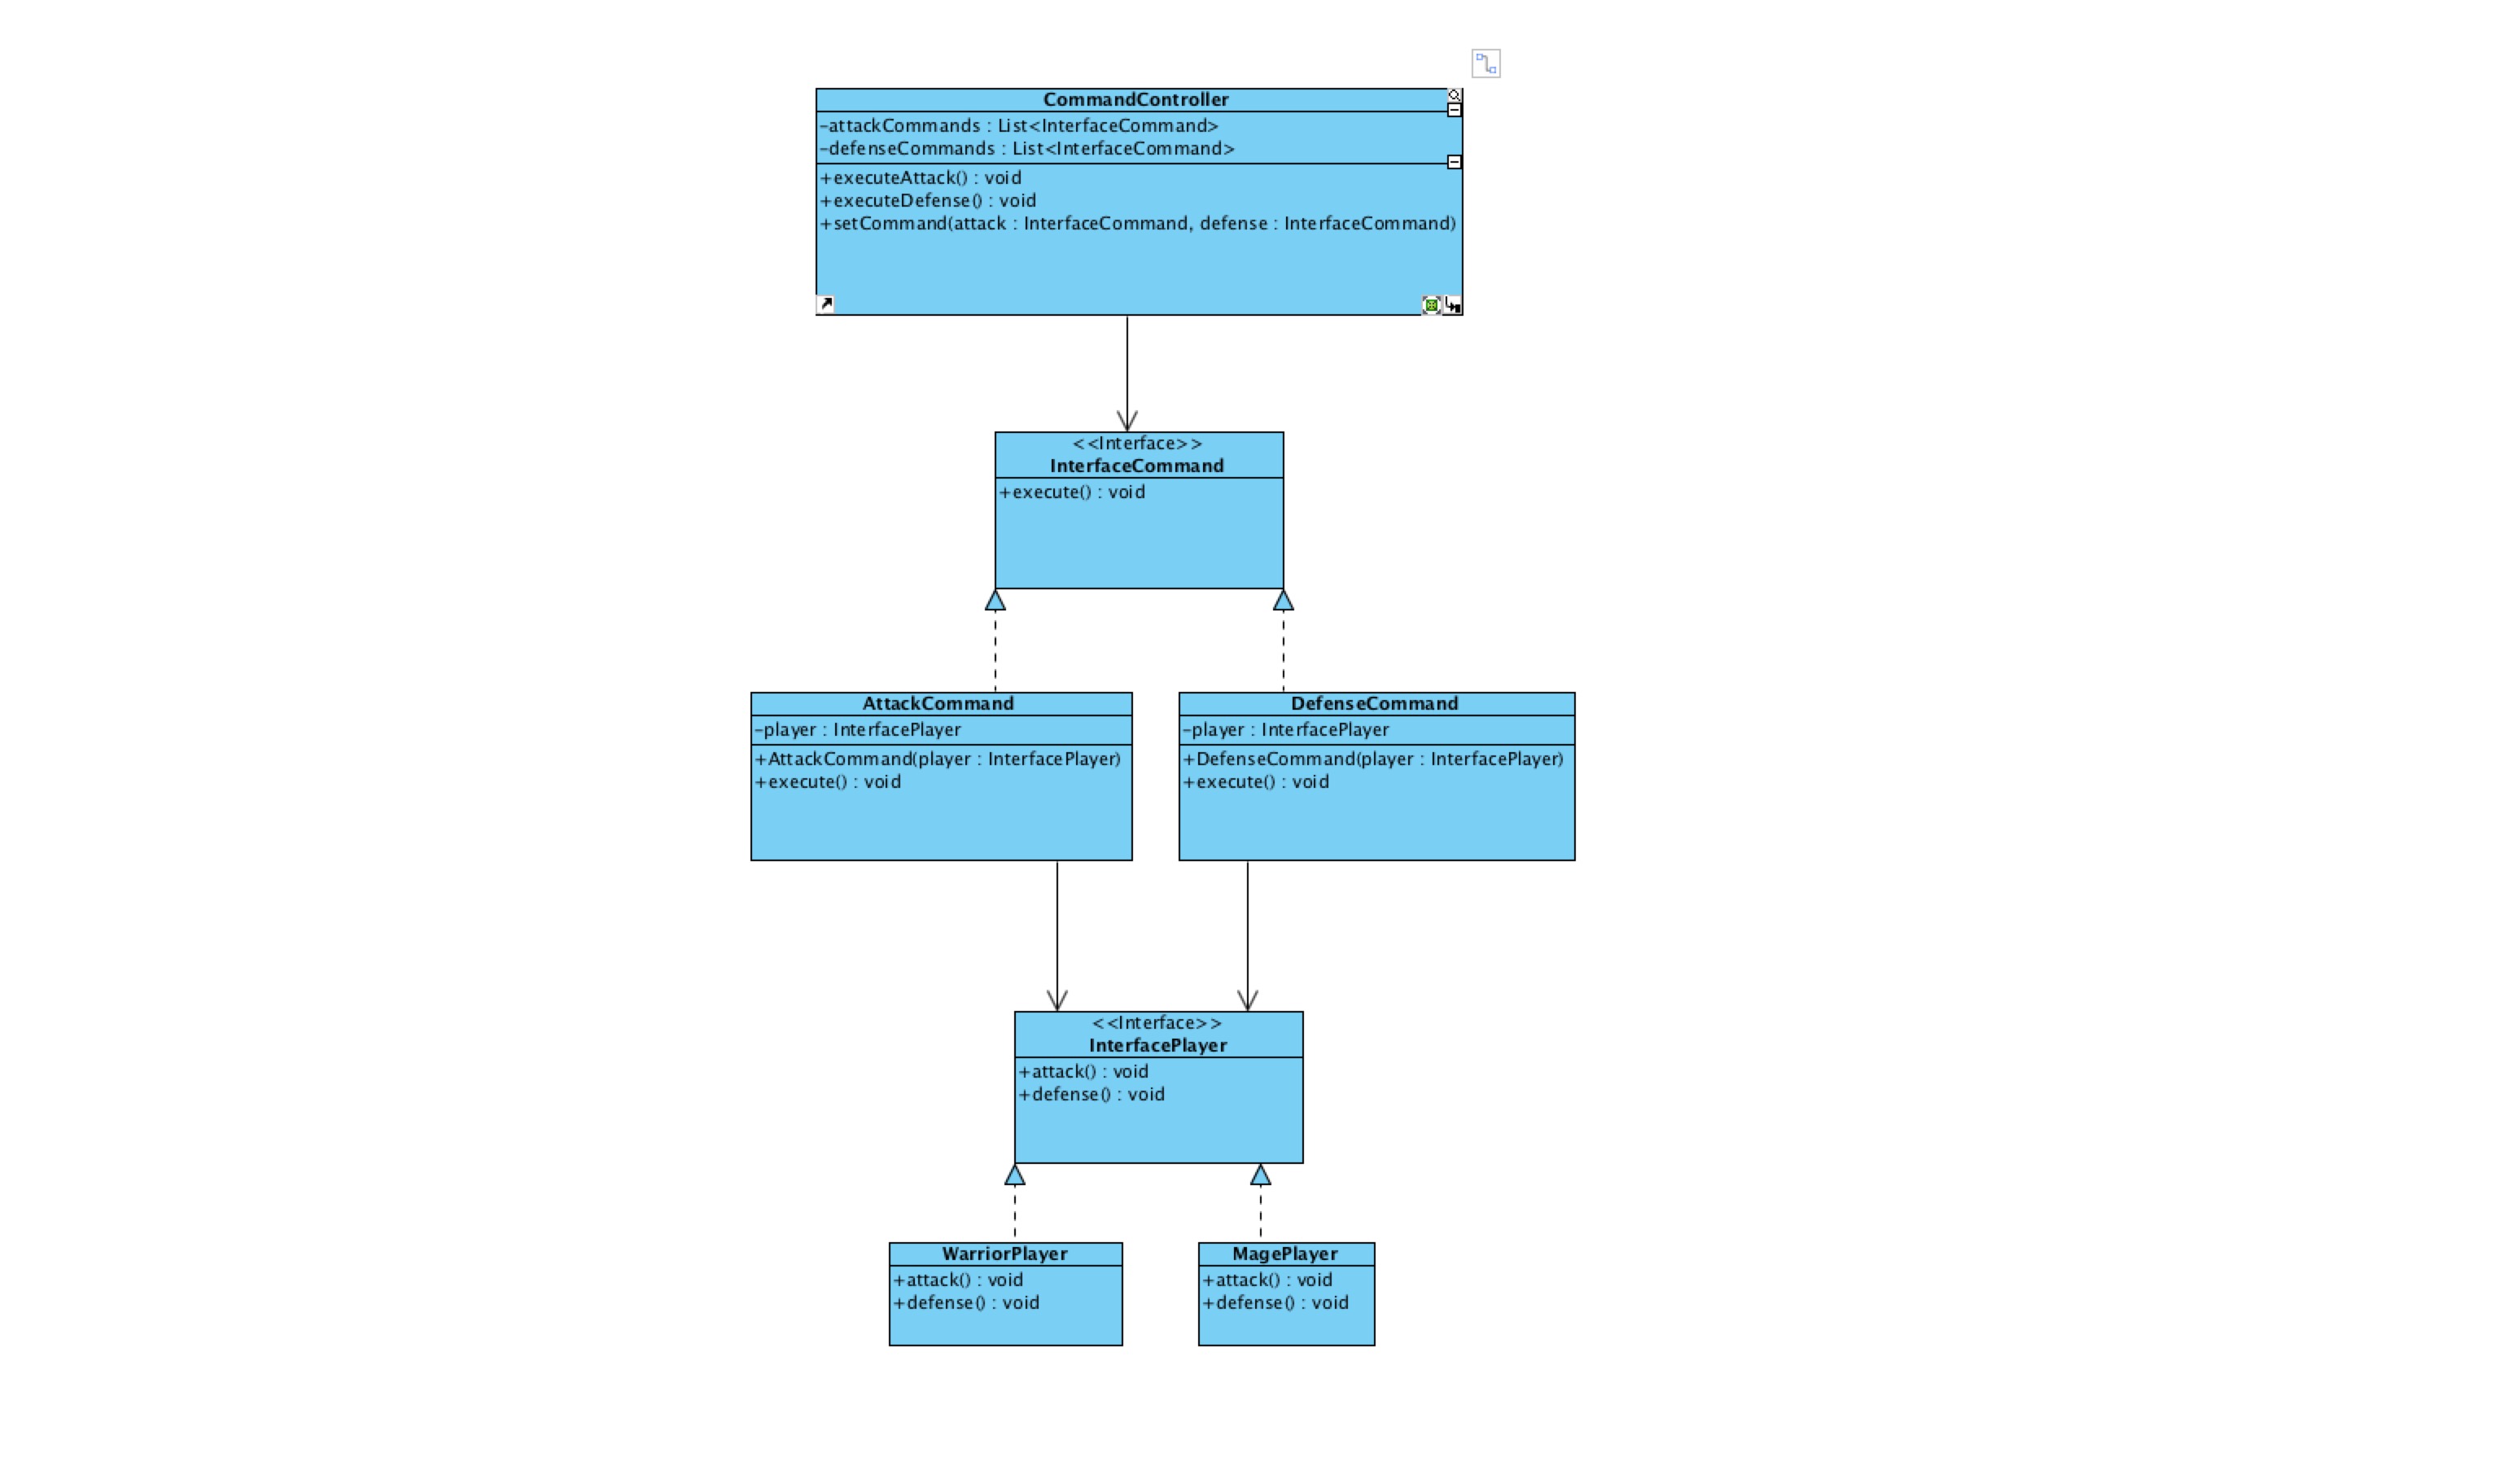 CommandController
-attackCommands : List<InterfaceCommand>
-defenseCommands : List<InterfaceCommand>
+executeAttack() : void
+executeDefense() : void
+setCommand(attack : InterfaceCommand, defense : InterfaceCommand)
<<Interface>>
InterfaceCommand
+execute() : void
AttackCommand
-player : InterfacePlayer
+AttackCommand(player : InterfacePlayer)
+execute() : void
DefenseCommand
-player : InterfacePlayer
+DefenseCommand(player : InterfacePlayer)
+execute() : void
<<Interface>>
InterfacePlayer
+attack() : void
+defense() : void
WarriorPlayer
+attack() : void
+defense() : void
MagePlayer
+attack() : void
+defense() : void